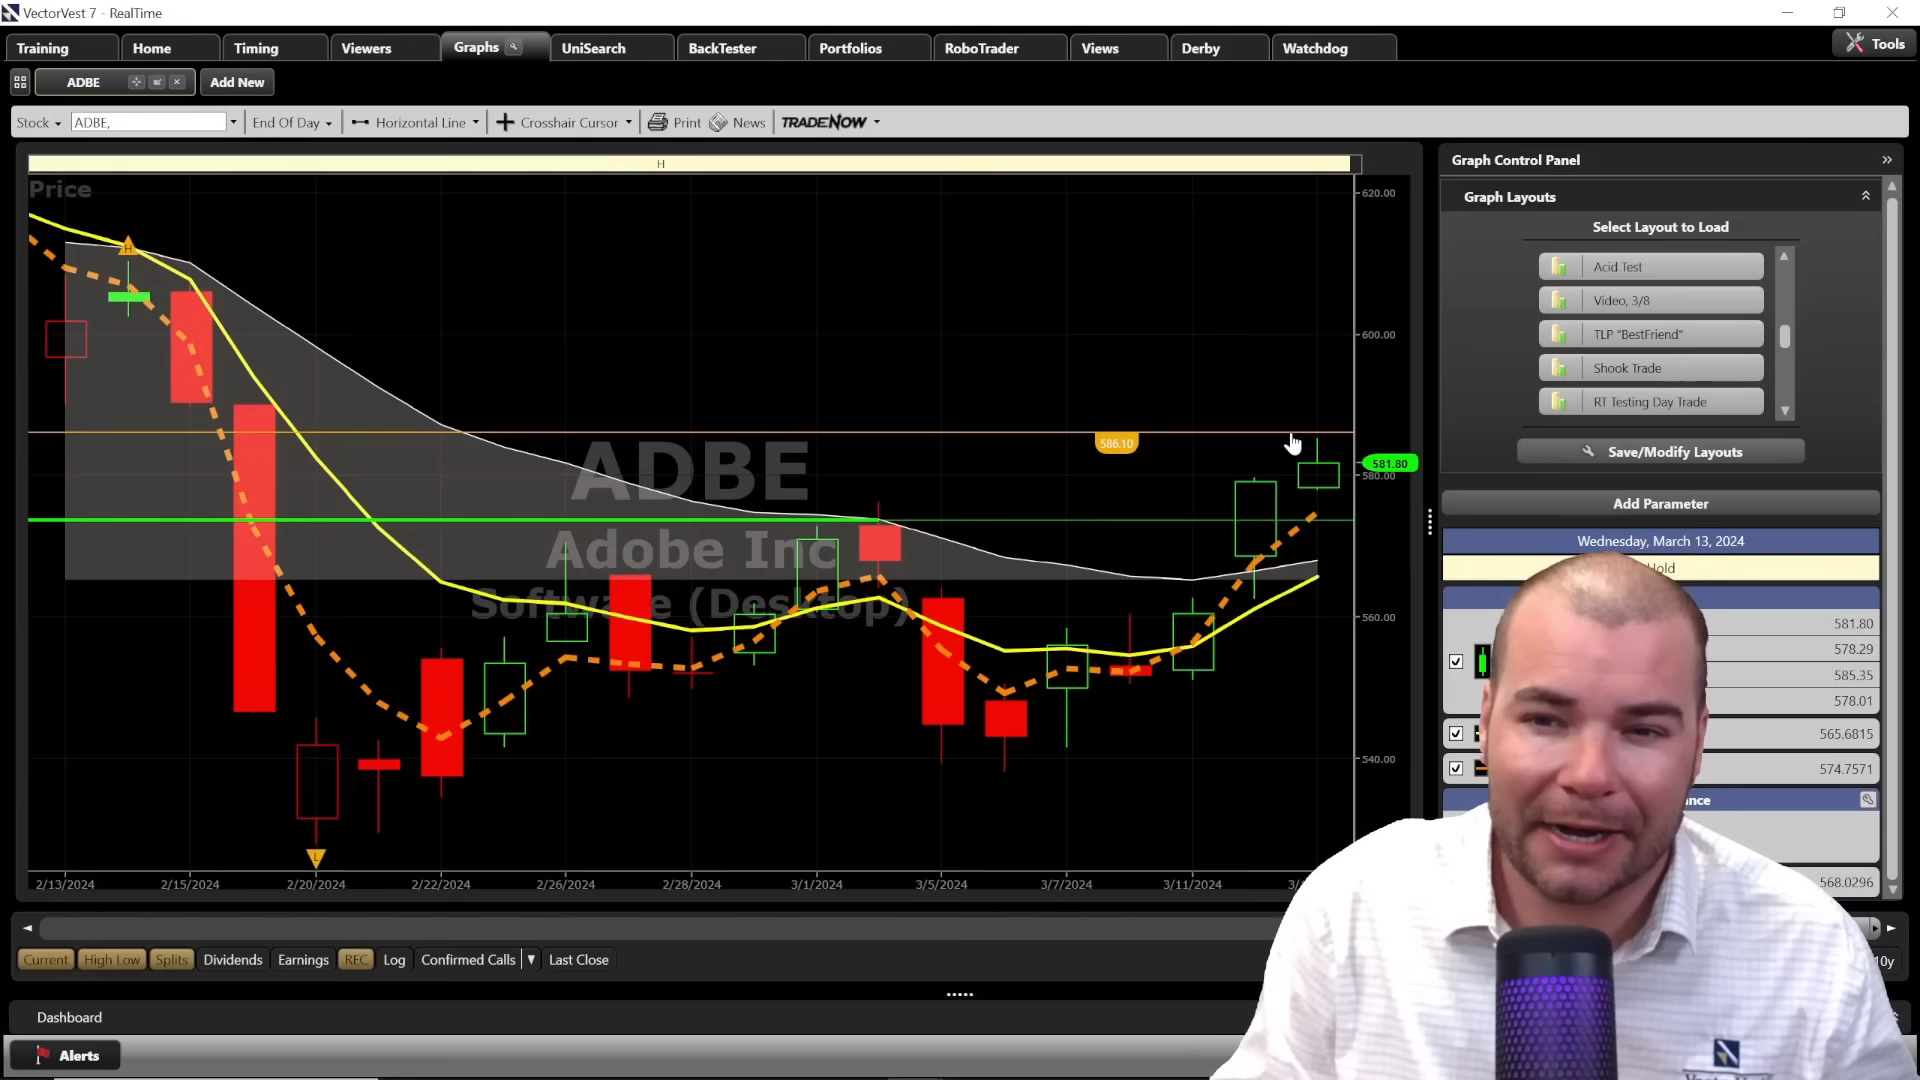 VectorVest 7 - RealTime
Training Home Timing Viewers Graphs UniSearch BackTester Portfolios RoboTrader Views Derby Watchdog Tools
ADBE Add New
Stock ADBE, End Of Day Horizontal Line Crosshair Cursor Print News TRADENOW
H
Price
620.00
600.00
586.10
581.80
580.00
560.00
540.00
H
L
ADBE
Adobe Inc
Software (Desktop)
2/13/2024 2/15/2024 2/20/2024 2/22/2024 2/26/2024 2/28/2024 3/1/2024 3/5/2024 3/7/2024 3/11/2024
Graph Control Panel
Graph Layouts
Select Layout to Load
Acid Test
Video, 3/8
TLP "BestFriend"
Shook Trade
RT Testing Day Trade
Save/Modify Layouts
Add Parameter
Wednesday, March 13, 2024
581.80
578.29
585.35
578.01
565.6815
574.7571
568.0296
10y
Current High Low Splits Dividends Earnings REC Log Confirmed Calls Last Close
Dashboard
Alerts